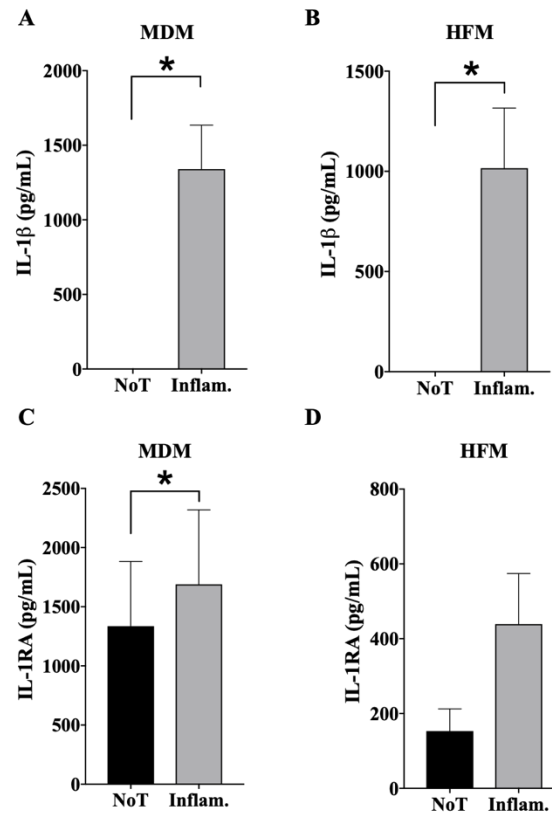 A
MDM
IL-1β (pg/mL)
2000
1500
1000
500
0
*
NoT Inflam.
B
HFM
IL-1β (pg/mL)
1500
1000
500
0
*
NoT Inflam.
C
MDM
IL-1RA (pg/mL)
2500
2000
1500
1000
500
0
*
NoT Inflam.
D
HFM
IL-1RA (pg/mL)
800
600
400
200
0
NoT Inflam.